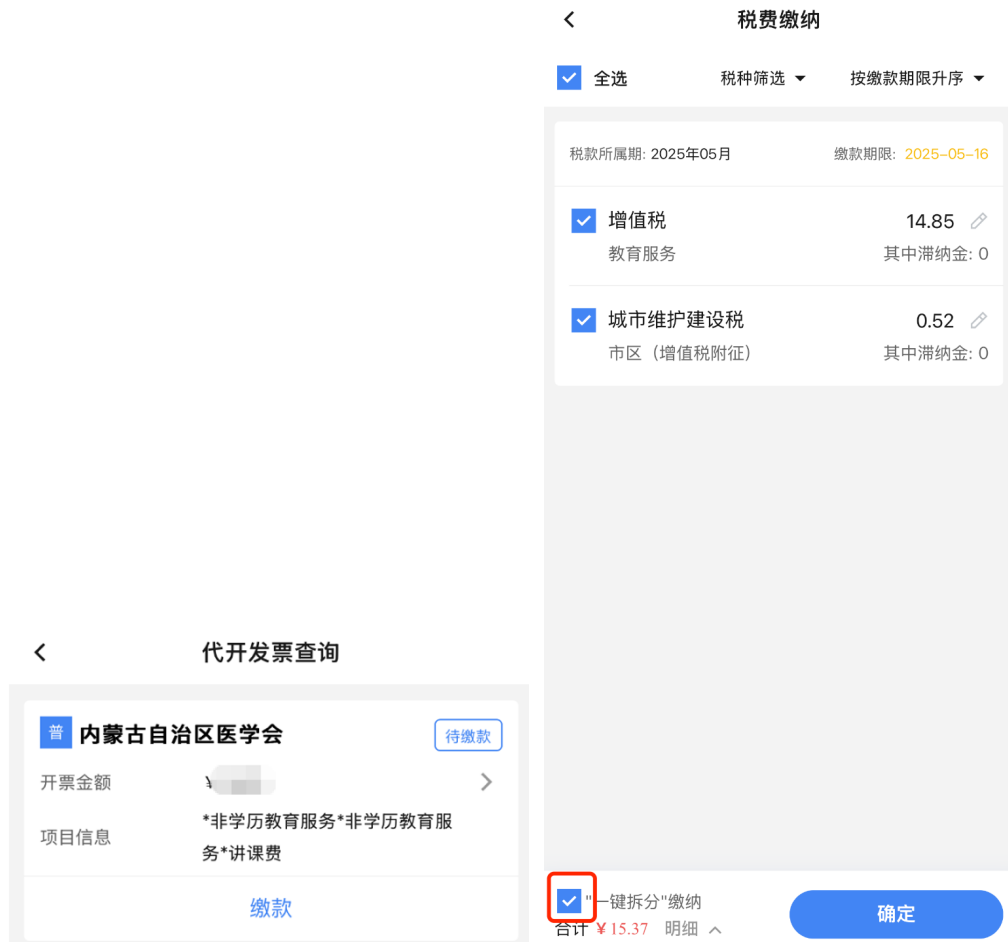 代开发票查询
普 内蒙古自治区医学会 待缴款
开票金额 ¥
项目信息 *非学历教育服务*非学历教育服
务*讲课费
缴款
税费缴纳
全选 税种筛选 按缴款期限升序
税款所属期: 2025年05月 缴款期限: 2025-05-16
增值税 14.85
教育服务 其中滞纳金: 0
城市维护建设税 0.52
市区（增值税附征） 其中滞纳金: 0
"一键拆分"缴纳
合计 ¥15.37 明细
确定